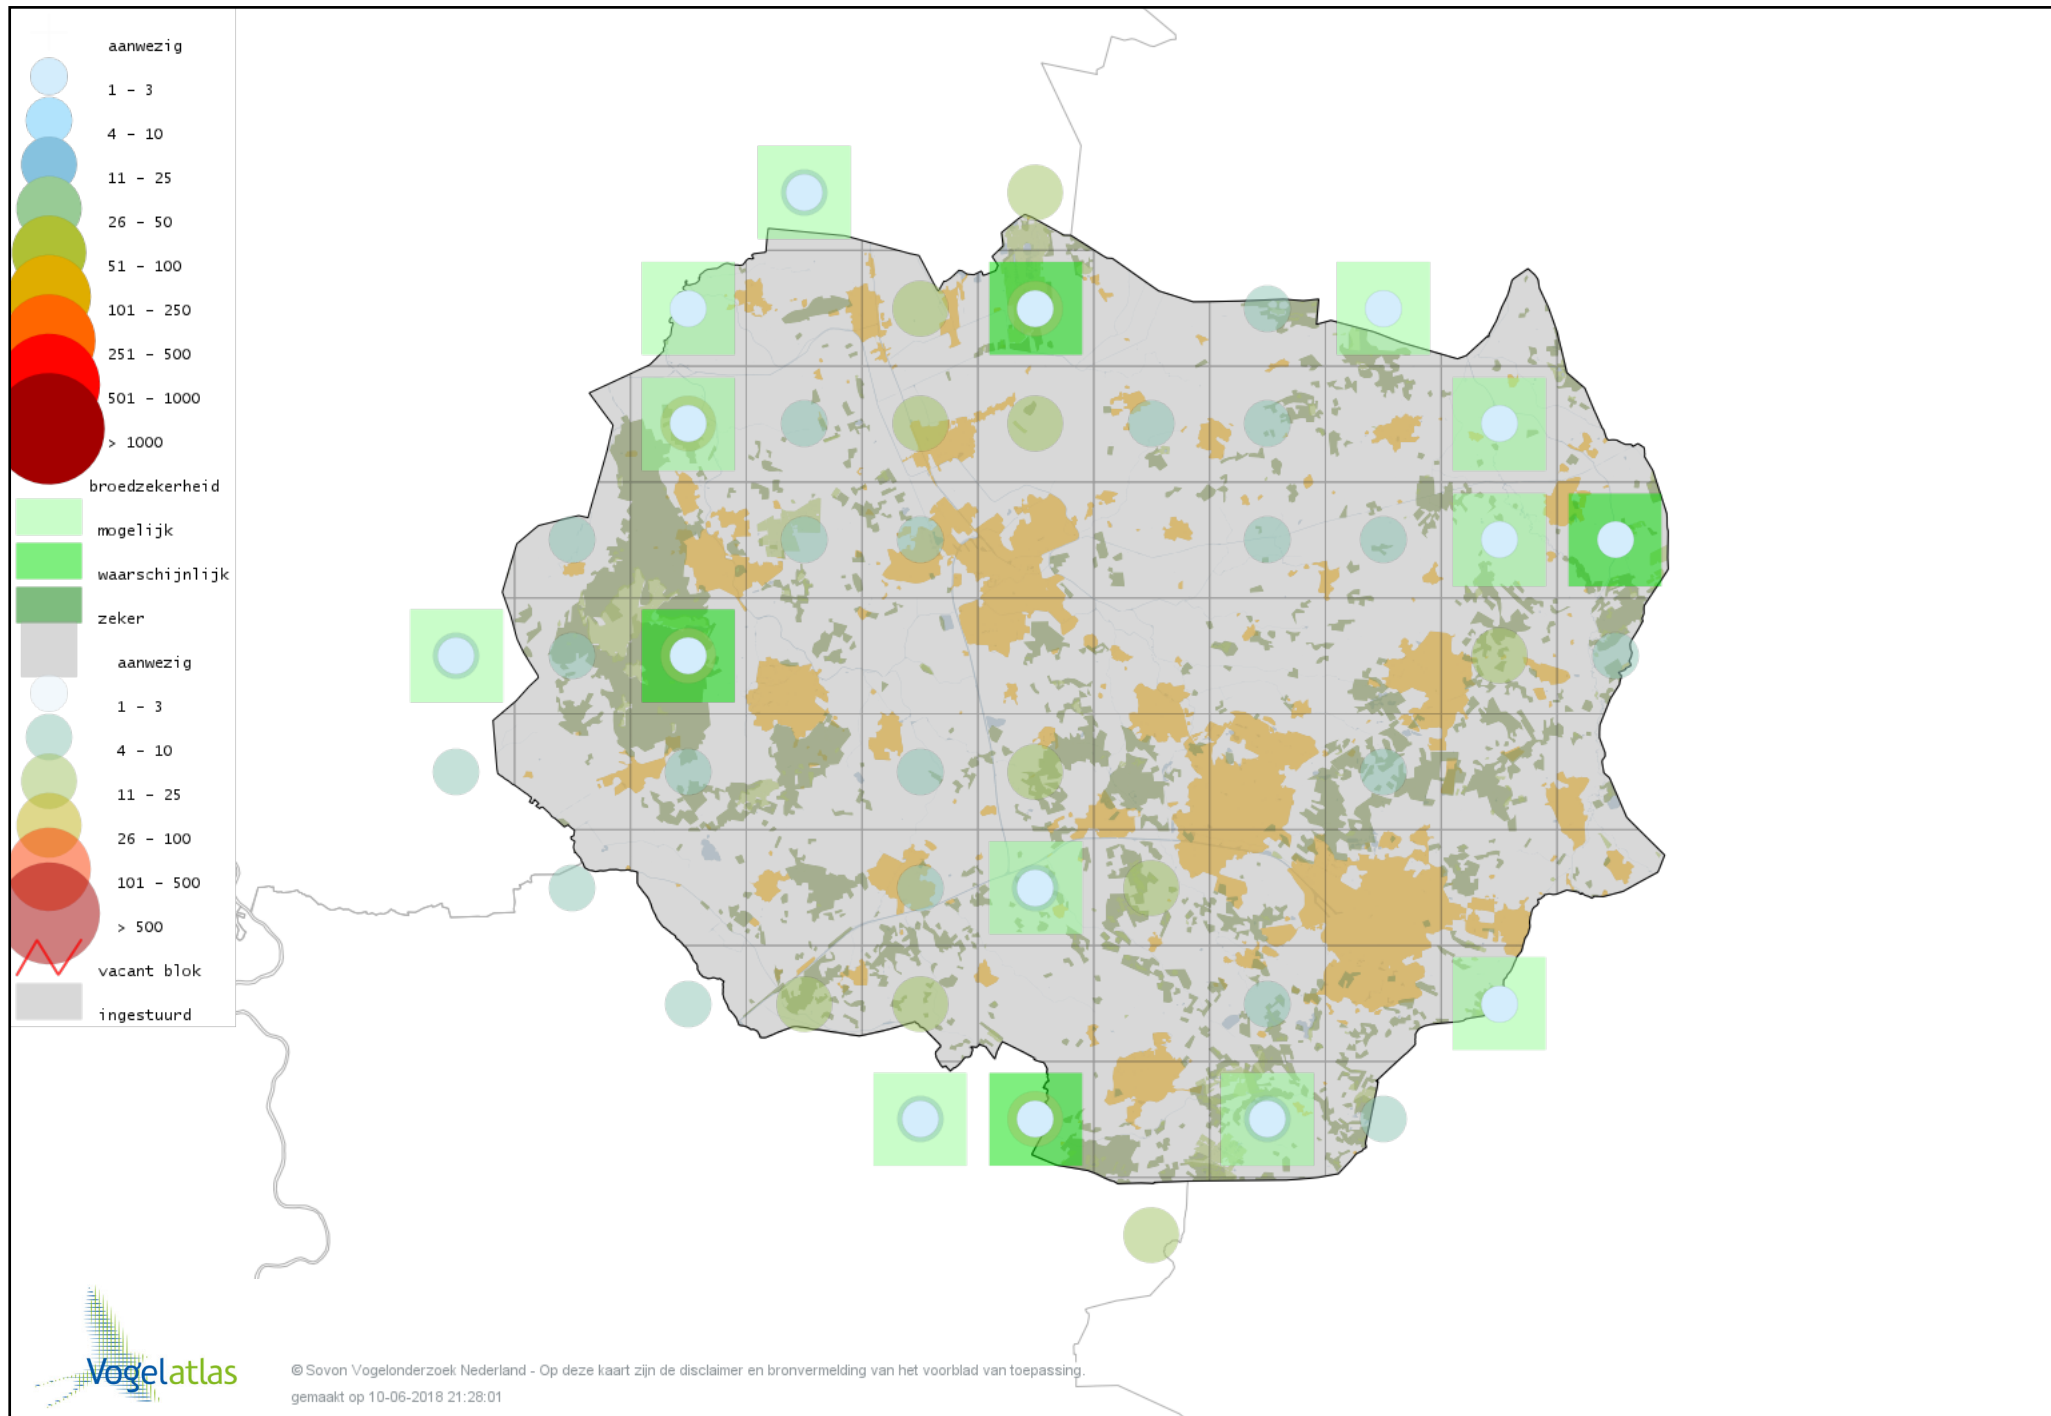 aanwezig
1 - 3
4 - 10
11 - 25
26 - 50
51 - 100
101 - 250
251 - 500
501 - 1000
> 1000
broedzekerheid
mogelijk
waarschijnlijk
zeker
aanwezig
1 - 3
4 - 10
11 - 25
26 - 100
101 - 500
> 500
vacant blok
ingestuurd
Vogelatlas
© Sovon Vogelonderzoek Nederland - Op deze kaart zijn de disclaimer en bronvermelding van het voorblad van toepassing.
gemaakt op 10-06-2018 21:28:01